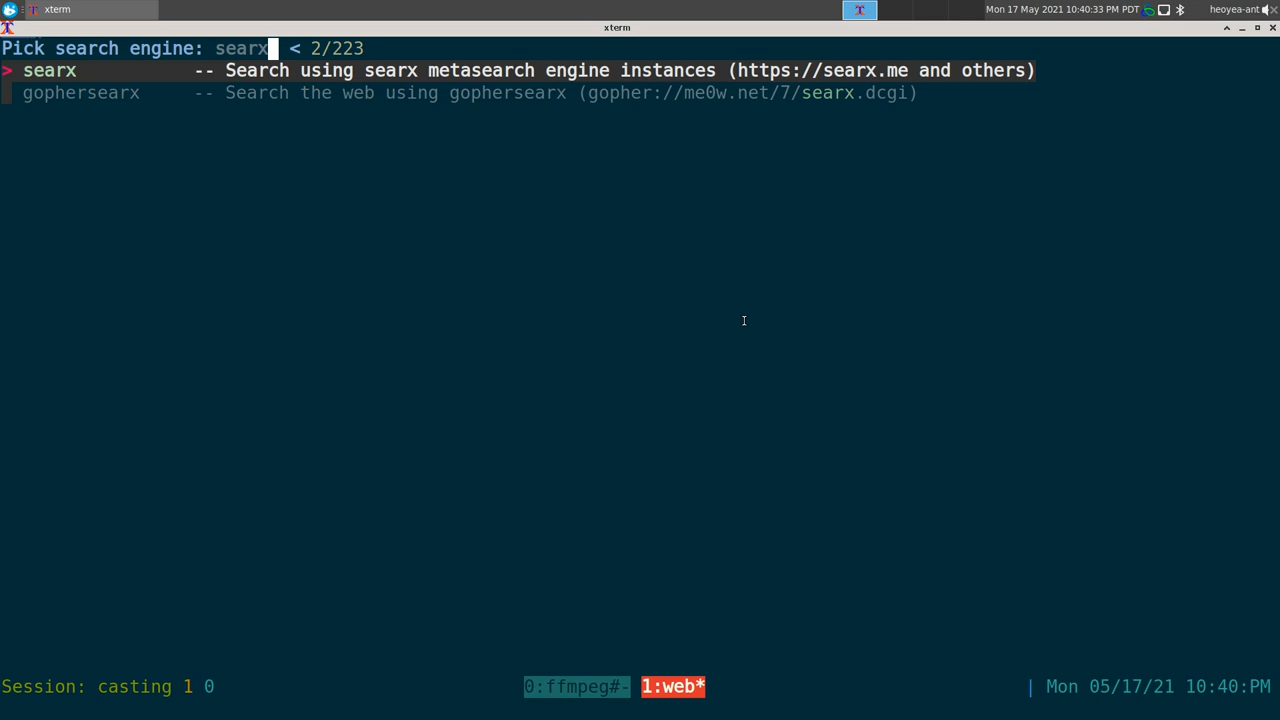 xterm
Mon 17 May 2021 10:40:33 PM PDT
heoyea-ant
xterm
Pick search engine: searx < 2/223
> searx -- Search using searx metasearch engine instances (https://searx.me and others)
gophersearx -- Search the web using gophersearx (gopher://me0w.net/7/searx.dcgi)
Session: casting 1 0 0:ffmpeg#- 1:web* | Mon 05/17/21 10:40:PM